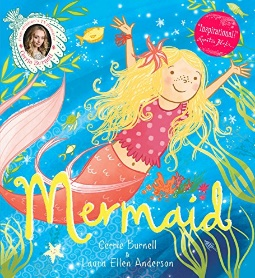 "Inspirational!"
Mermaid
Cerrie Burnell
Laura Ellen Anderson